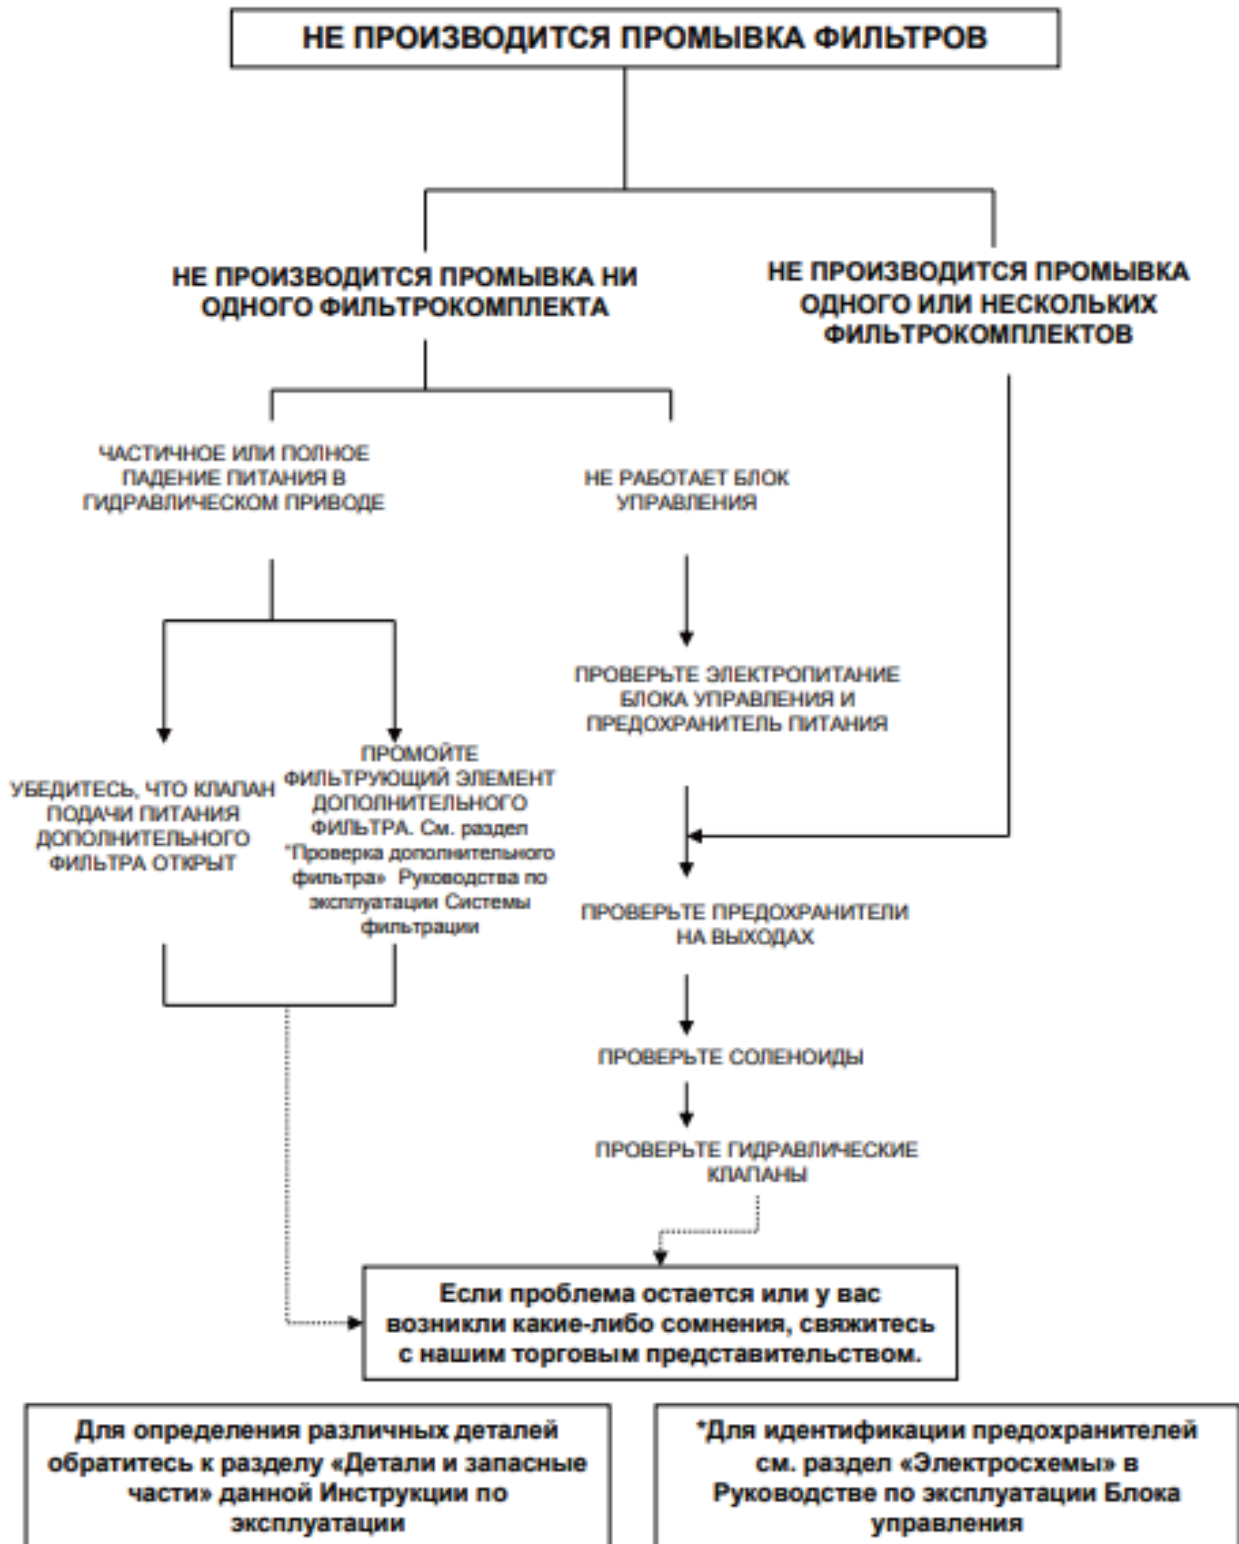 НЕ ПРОИЗВОДИТСЯ ПРОМЫВКА ФИЛЬТРОВ
НЕ ПРОИЗВОДИТСЯ ПРОМЫВКА НИ
ОДНОГО ФИЛЬТРОКОМПЛЕКТА
НЕ ПРОИЗВОДИТСЯ ПРОМЫВКА
ОДНОГО ИЛИ НЕСКОЛЬКИХ
ФИЛЬТРОКОМПЛЕКТОВ
ЧАСТИЧНОЕ ИЛИ ПОЛНОЕ
ПАДЕНИЕ ПИТАНИЯ В
ГИДРАВЛИЧЕСКОМ ПРИВОДЕ
НЕ РАБОТАЕТ БЛОК
УПРАВЛЕНИЯ
ПРОВЕРЬТЕ ЭЛЕКТРОПИТАНИЕ
БЛОКА УПРАВЛЕНИЯ И
ПРЕДОХРАНИТЕЛЬ ПИТАНИЯ
УБЕДИТЕСЬ, ЧТО КЛАПАН
ПОДАЧИ ПИТАНИЯ
ДОПОЛНИТЕЛЬНОГО
ФИЛЬТРА ОТКРЫТ
ПРОМОЙТЕ
ФИЛЬТРУЮЩИЙ ЭЛЕМЕНТ
ДОПОЛНИТЕЛЬНОГО
ФИЛЬТРА. См. раздел
"Проверка дополнительного
фильтра» Руководства по
эксплуатации Системы
фильтрации
ПРОВЕРЬТЕ ПРЕДОХРАНИТЕЛИ
НА ВЫХОДАХ
ПРОВЕРЬТЕ СОЛЕНОИДЫ
ПРОВЕРЬТЕ ГИДРАВЛИЧЕСКИЕ
КЛАПАНЫ
Если проблема остается или у вас
возникли какие-либо сомнения, свяжитесь
с нашим торговым представительством.
Для определения различных деталей
обратитесь к разделу «Детали и запасные
части» данной Инструкции по
эксплуатации
*Для идентификации предохранителей
см. раздел «Электросхемы» в
Руководстве по эксплуатации Блока
управления